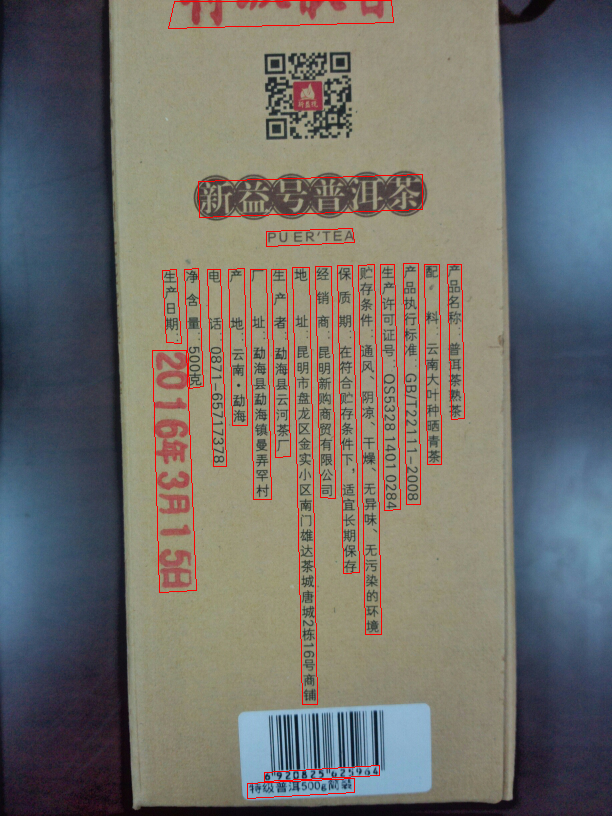 新益号普洱茶
PU ER'TEA
产品名称：普洱茶熟茶
配　料：云南大叶种晒青茶
产品执行标准：GB/T22111-2008
生产许可证号：QS5328 1401 0284
贮存条件：通风、阴凉、干燥、无异味、无污染的环境
保质期：在符合贮存条件下，适宜长期保存
经销商：昆明新购商贸有限公司
地　址：昆明市盘龙区金实小区南门雄达茶城唐城2栋16号商铺
生产者：勐海县云河茶厂
厂　址：勐海县勐海镇曼弄罕村
产　地：云南·勐海
电　话：0871-65717378
净含量：500克
生产日期：
2016年3月15日
6920825625964
特级普洱500g简装